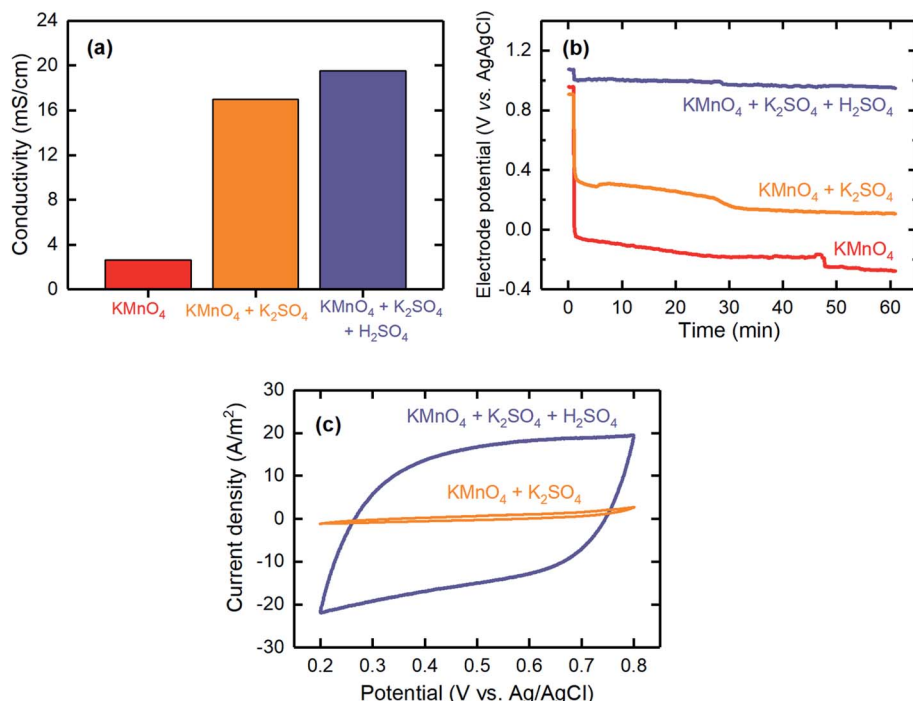 (a)
Conductivity (mS/cm)
24
20
16
12
8
4
0
KMnO₄
KMnO₄ + K₂SO₄
KMnO₄ + K₂SO₄
+ H₂SO₄
(b)
Electrode potential (V vs. AgAgCl)
1.2
0.8
0.4
0.0
-0.4
KMnO₄ + K₂SO₄ + H₂SO₄
KMnO₄ + K₂SO₄
KMnO₄
0 10 20 30 40 50 60
Time (min)
(c)
Current density (A/m²)
30
20
10
0
-10
-20
-30
KMnO₄ + K₂SO₄ + H₂SO₄
KMnO₄ + K₂SO₄
0.2 0.3 0.4 0.5 0.6 0.7 0.8
Potential (V vs. Ag/AgCl)